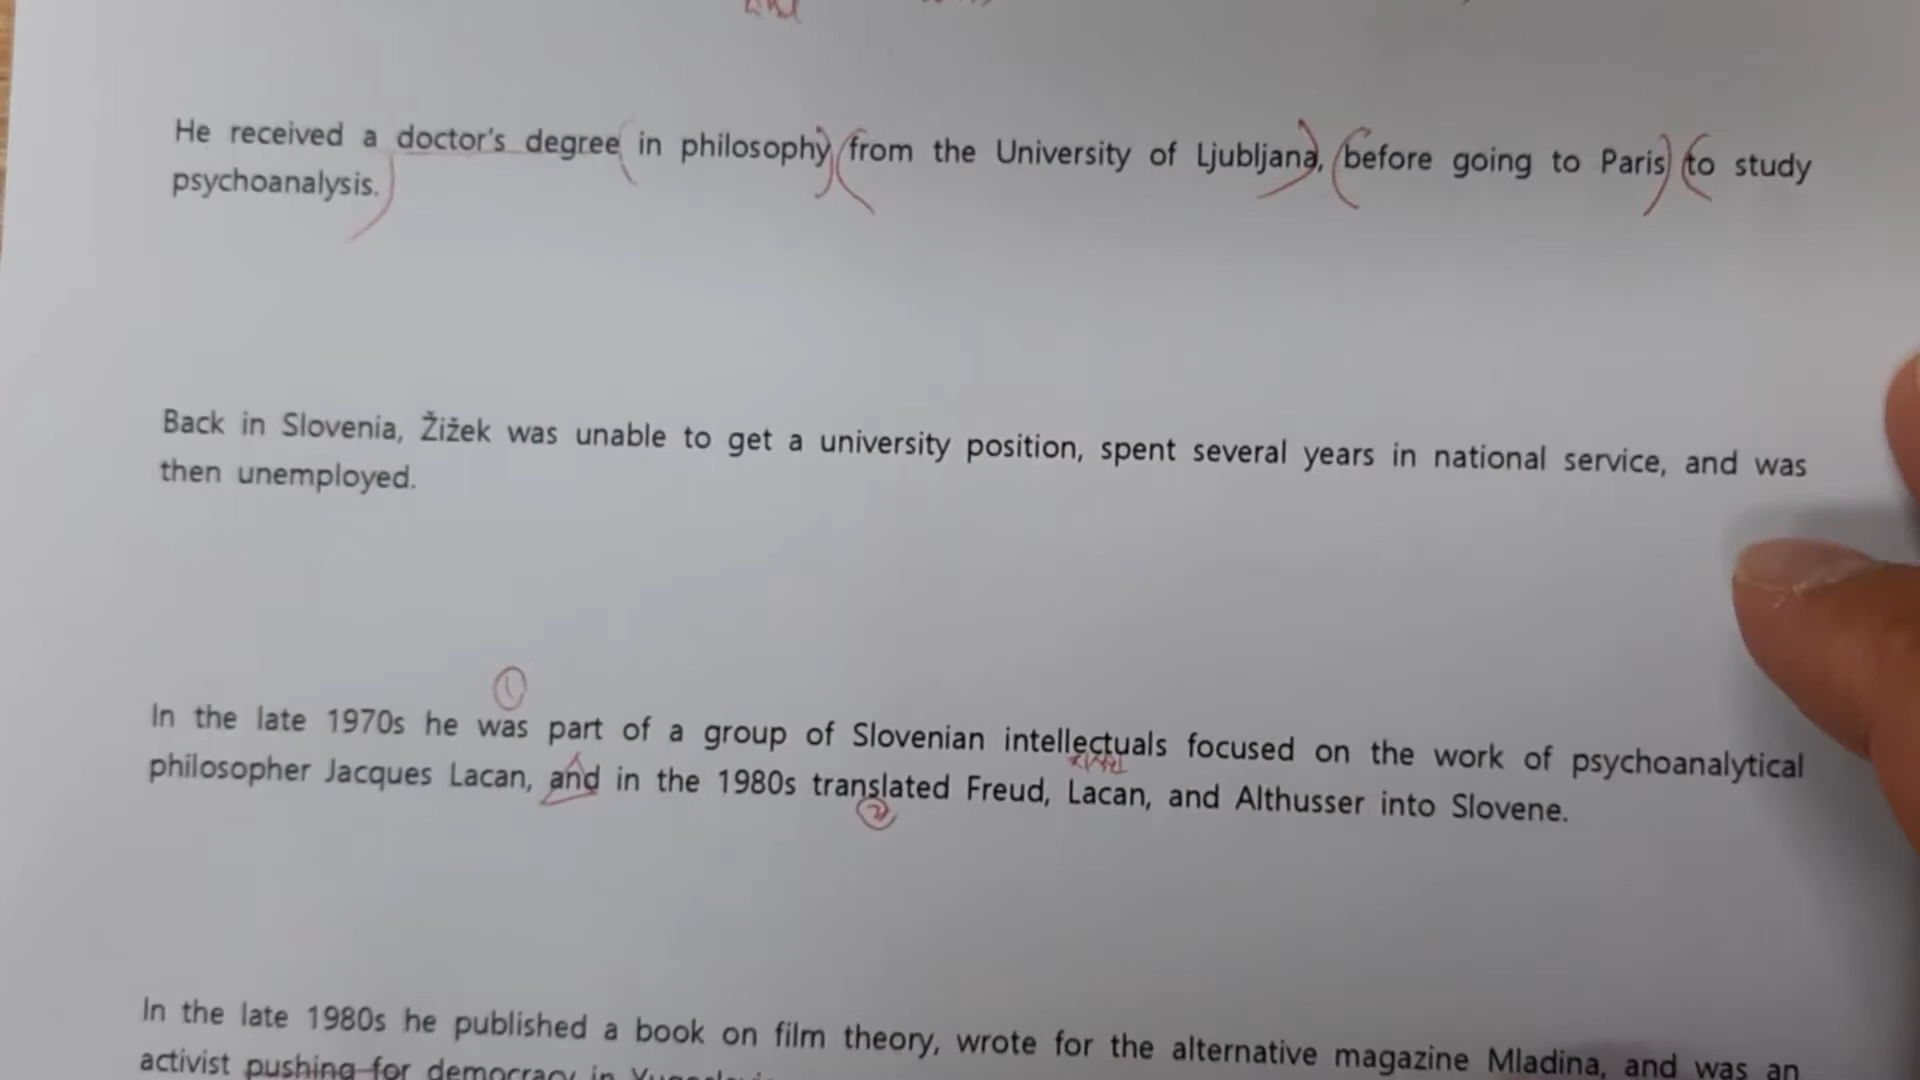 He received a doctor's degree in philosophy from the University of Ljubljana, before going to Paris to study
psychoanalysis.
Back in Slovenia, Žižek was unable to get a university position, spent several years in national service, and was
then unemployed.
①
In the late 1970s he was part of a group of Slovenian intellectuals focused on the work of psychoanalytical
philosopher Jacques Lacan, and in the 1980s translated Freud, Lacan, and Althusser into Slovene.
②
In the late 1980s he published a book on film theory, wrote for the alternative magazine Mladina, and was an
activist pushing for democracy in